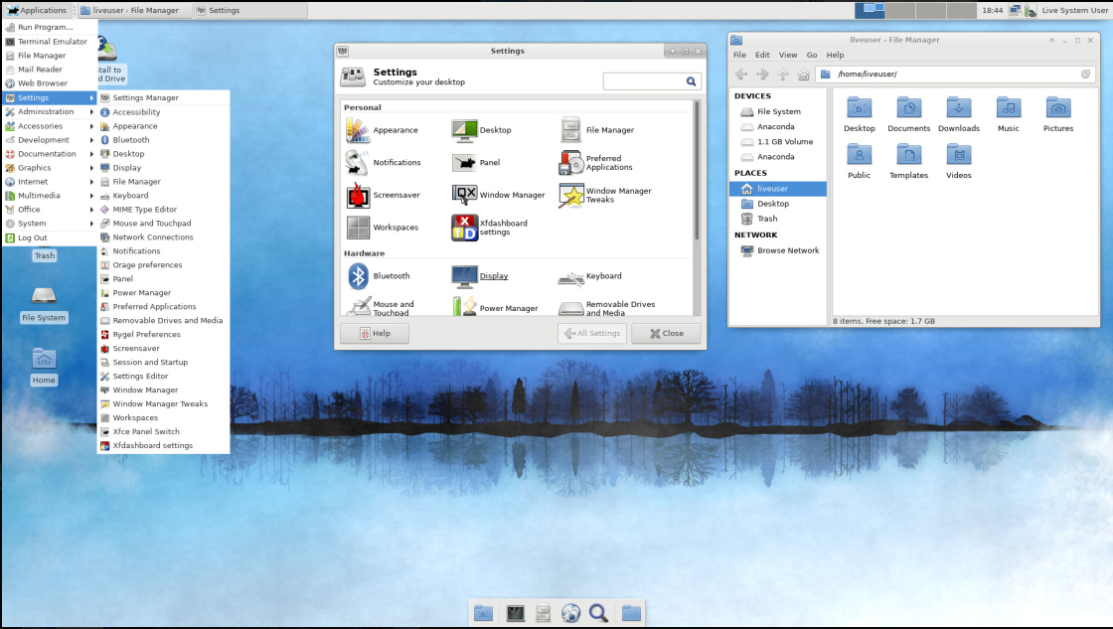 Applications
liveuser - File Manager
Settings
18:44
Live System User
Run Program...
Terminal Emulator
File Manager
Mail Reader
Web Browser
Settings
Administration
Accessories
Development
Documentation
Graphics
Internet
Multimedia
Office
System
Log Out
Settings Manager
Accessibility
Appearance
Bluetooth
Desktop
Display
File Manager
Keyboard
MIME Type Editor
Mouse and Touchpad
Network Connections
Notifications
Orage preferences
Panel
Power Manager
Preferred Applications
Removable Drives and Media
Rygel Preferences
Screensaver
Session and Startup
Settings Editor
Window Manager
Window Manager Tweaks
Workspaces
Xfce Panel Switch
Xfdashboard settings
tall to
d Drive
Trash
File System
Home
Settings
Settings
Customize your desktop
Personal
Appearance
Desktop
File Manager
Notifications
Panel
Preferred
Applications
Screensaver
Window Manager
Window Manager
Tweaks
Workspaces
Xfdashboard
settings
Hardware
Bluetooth
Display
Keyboard
Mouse and
Touchpad
Power Manager
Removable Drives
and Media
Help
All Settings
Close
liveuser - File Manager
File Edit View Go Help
/home/liveuser/
DEVICES
File System
Anaconda
1.1 GB Volume
Anaconda
PLACES
liveuser
Desktop
Trash
NETWORK
Browse Network
Desktop
Documents
Downloads
Music
Pictures
Public
Templates
Videos
8 items, Free space: 1.7 GB